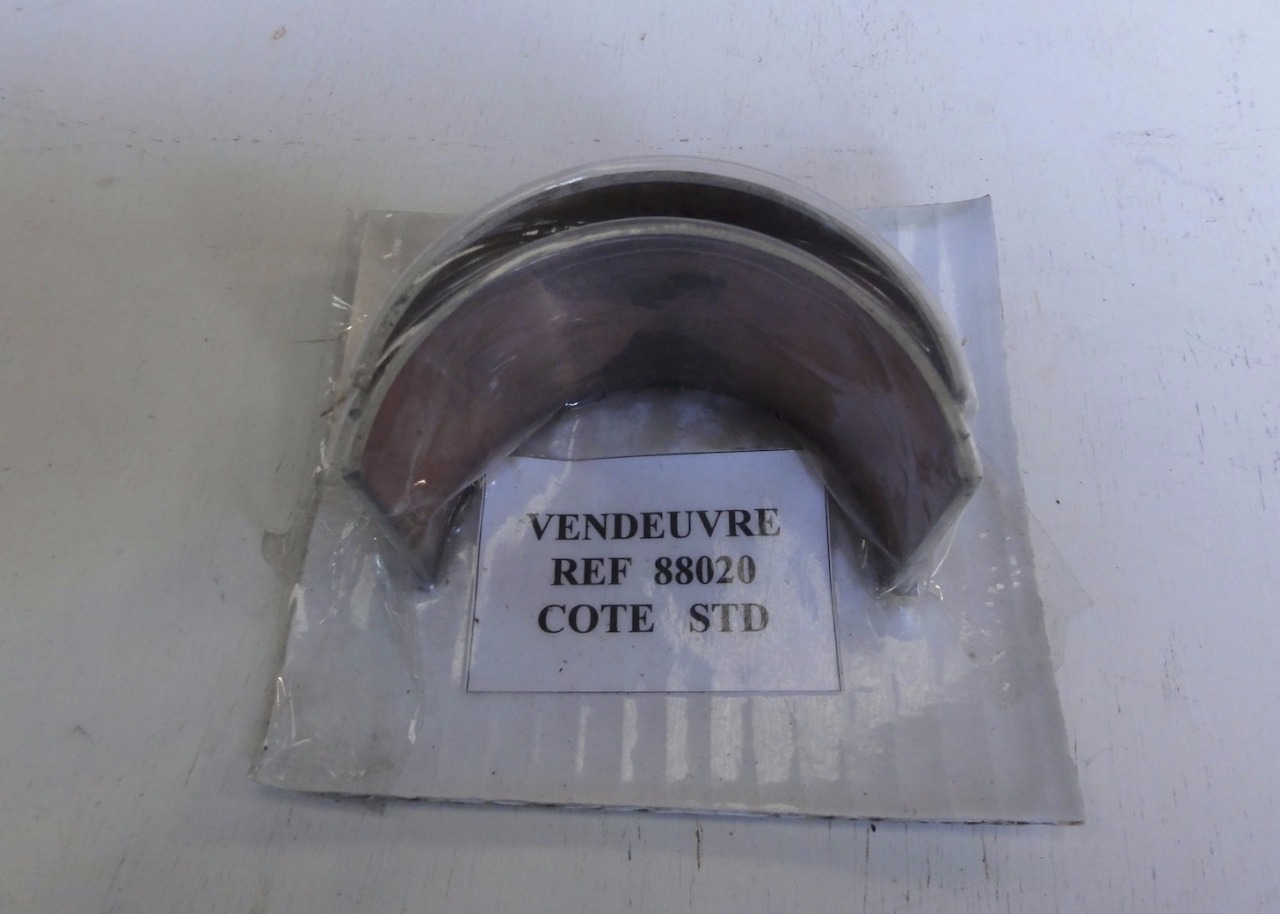 VENDEUVRE
REF 88020
COTE STD